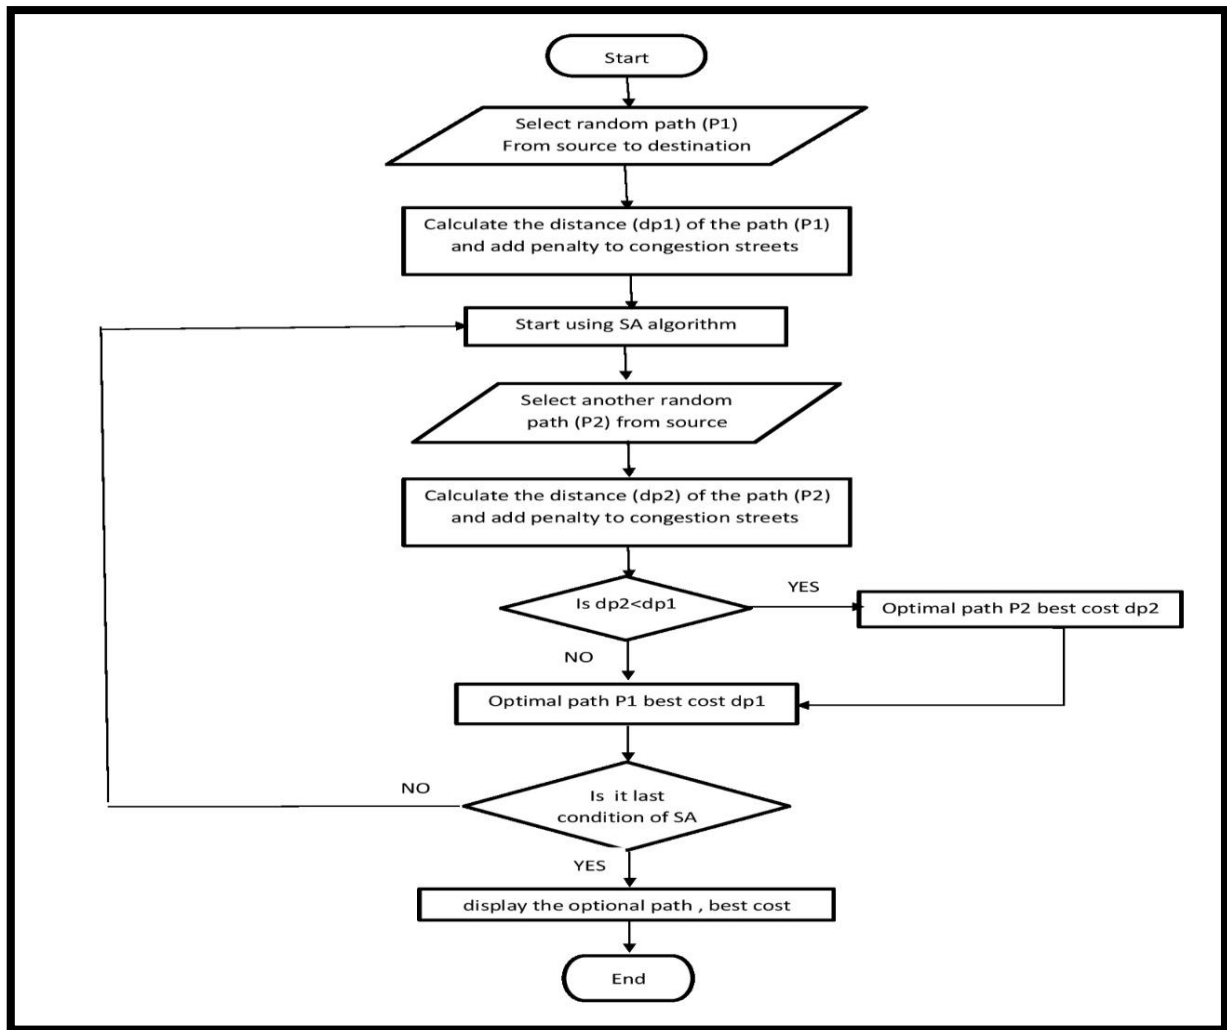 Start
Select random path (P1)
From source to destination
Calculate the distance (dp1) of the path (P1)
and add penalty to congestion streets
Start using SA algorithm
Select another random
path (P2) from source
Calculate the distance (dp2) of the path (P2)
and add penalty to congestion streets
Is dp2<dp1
YES
Optimal path P2 best cost dp2
NO
Optimal path P1 best cost dp1
Is it last
condition of SA
NO
YES
display the optional path , best cost
End